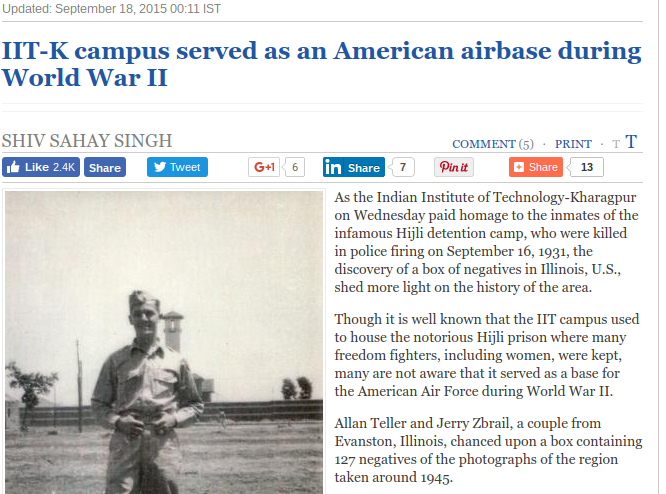 Updated: September 18, 2015 00:11 IST
IIT-K campus served as an American airbase during
World War II
SHIV SAHAY SINGH
COMMENT (5) · PRINT · T T
Like 2.4K Share Tweet G+1 6 in Share 7 Pin it Share 13
As the Indian Institute of Technology-Kharagpur
on Wednesday paid homage to the inmates of the
infamous Hijli detention camp, who were killed
in police firing on September 16, 1931, the
discovery of a box of negatives in Illinois, U.S.,
shed more light on the history of the area.
Though it is well known that the IIT campus used
to house the notorious Hijli prison where many
freedom fighters, including women, were kept,
many are not aware that it served as a base for
the American Air Force during World War II.
Allan Teller and Jerry Zbrail, a couple from
Evanston, Illinois, chanced upon a box containing
127 negatives of the photographs of the region
taken around 1945.